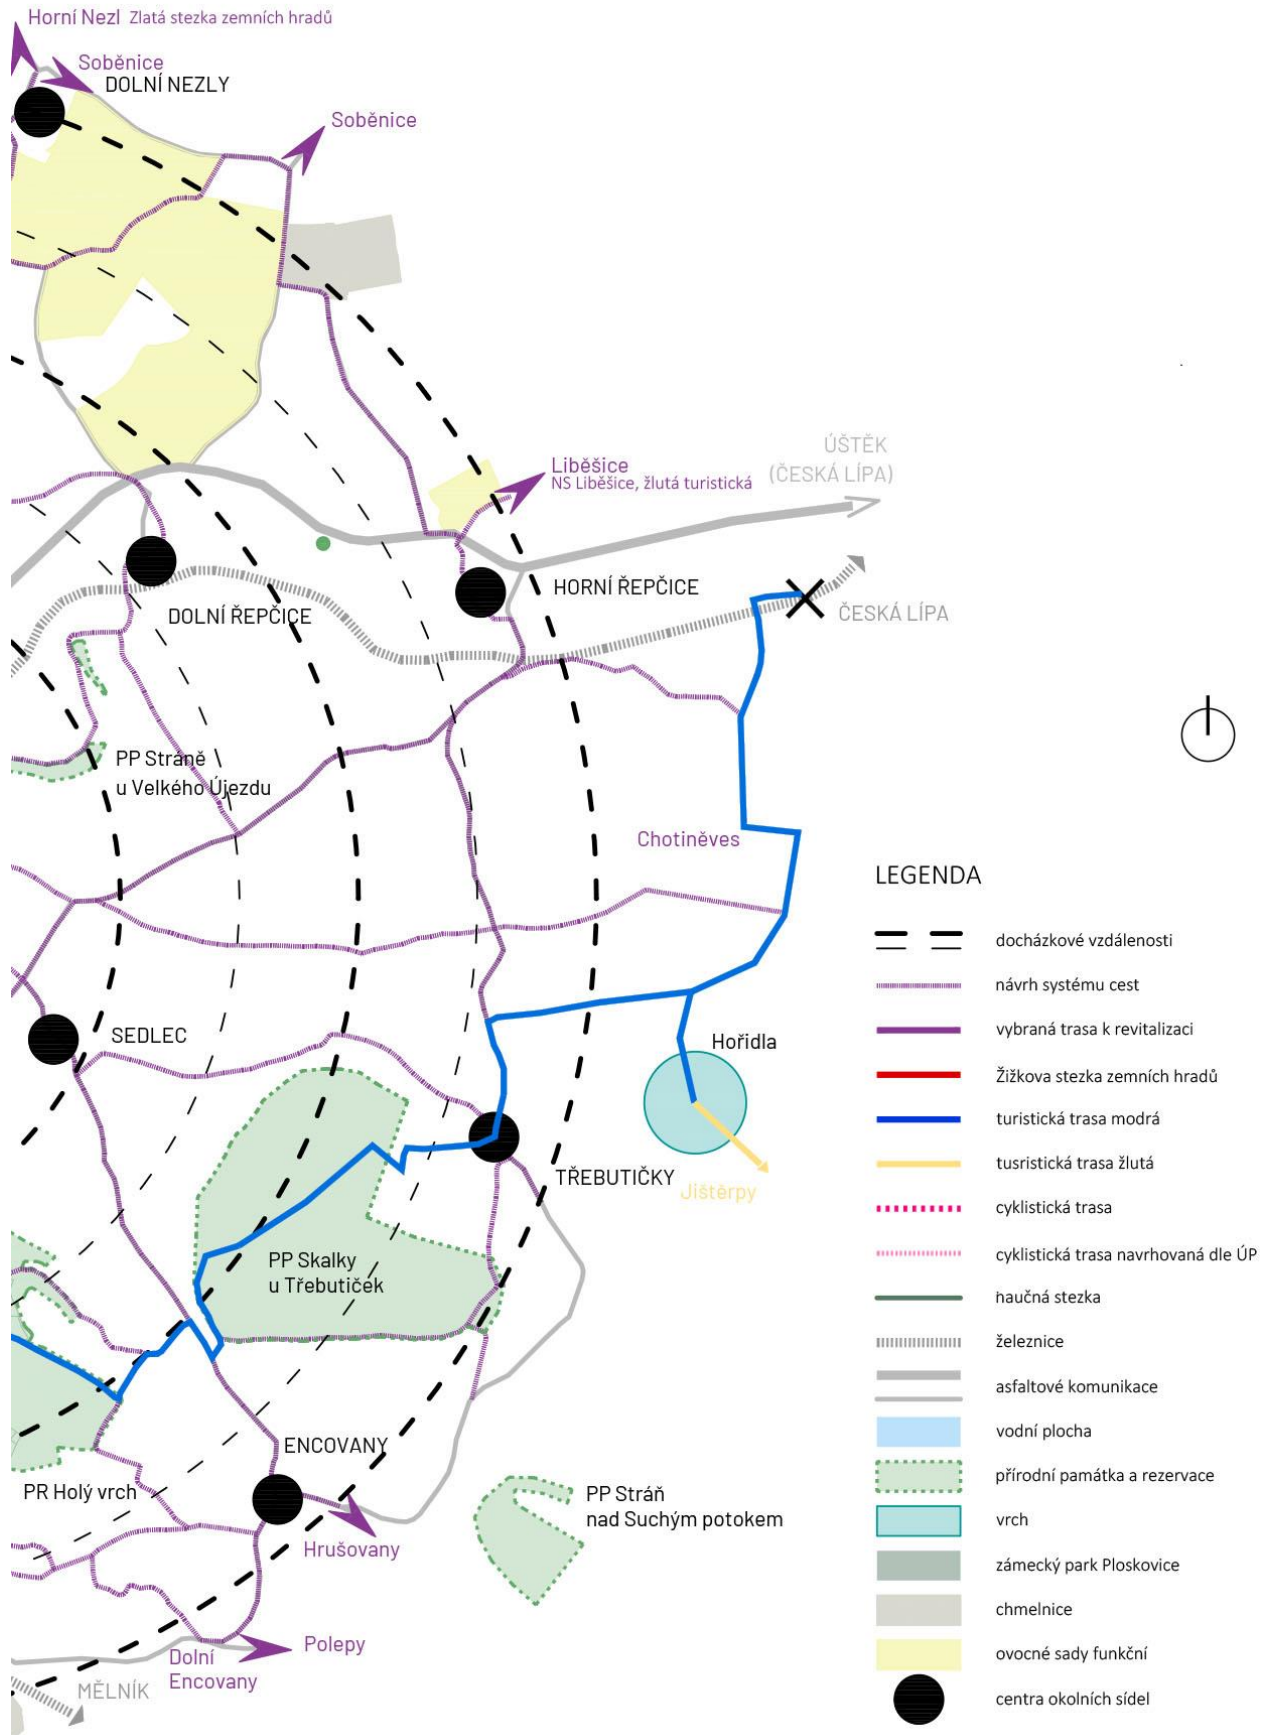 Horní Nezl Zlatá stezka zemních hradů
Soběnice
DOLNÍ NEZLY
Soběnice
ÚŠTĚK
(ČESKÁ LÍPA)
Liběšice
NS Liběšice, žlutá turistická
HORNÍ ŘEPČICE
DOLNÍ ŘEPČICE
ČESKÁ LÍPA
PP Stráně
u Velkého Újezdu
Chotiněves
SEDLEC
Hořidla
TŘEBUTIČKY
Jištěrpy
PP Skalky
u Třebutiček
ENCOVANY
PR Holý vrch
PP Stráň
nad Suchým potokem
Hrušovany
Polepy
Dolní
Encovany
MĚLNÍK
LEGENDA
docházkové vzdálenosti
návrh systému cest
vybraná trasa k revitalizaci
Žižkova stezka zemních hradů
turistická trasa modrá
tusristická trasa žlutá
cyklistická trasa
cyklistická trasa navrhovaná dle ÚP
haučná stezka
železnice
asfaltové komunikace
vodní plocha
přírodní památka a rezervace
vrch
zámecký park Ploskovice
chmelnice
ovocné sady funkční
centra okolních sídel